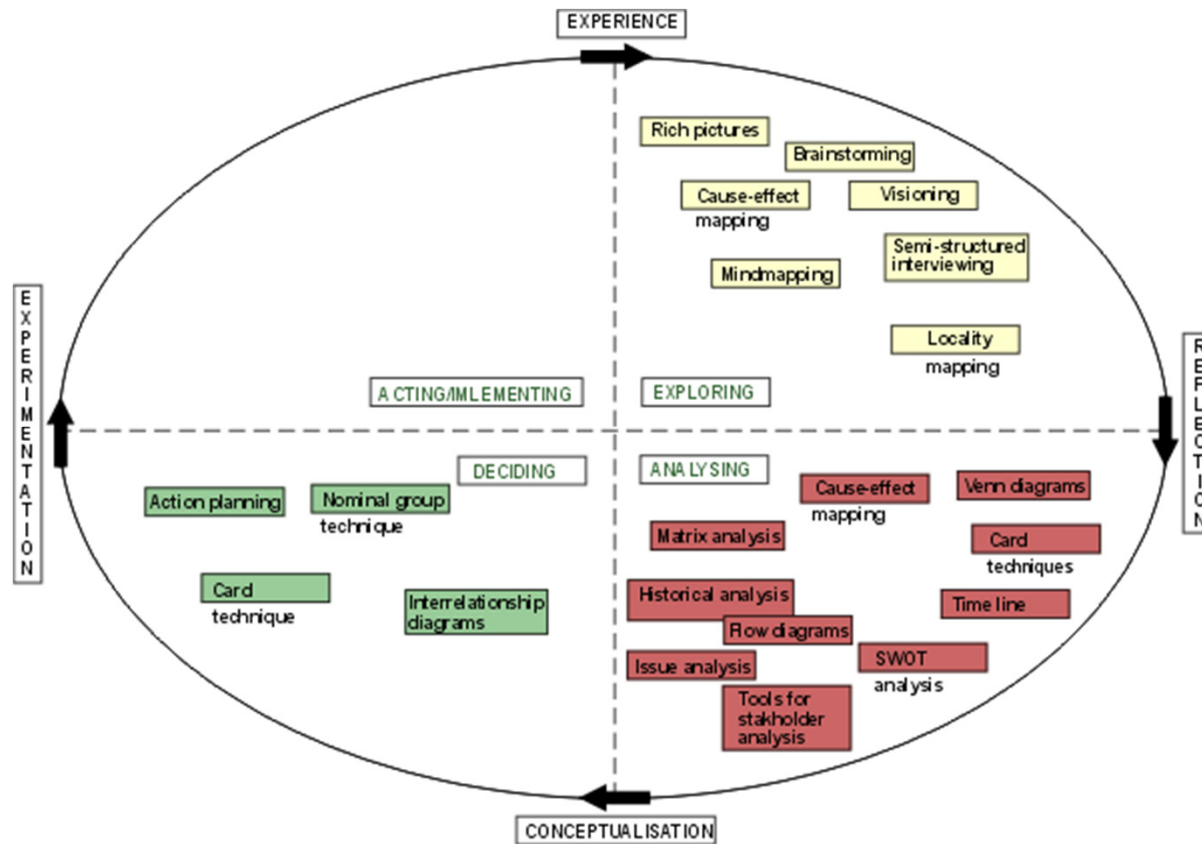 EXPERIENCE
Rich pictures
Brainstorming
Cause-effect
mapping
Visioning
Semi-structured
interviewing
Mindmapping
Locality
mapping
EXPERIMENTATION
REFLECTION
ACTING/IMLEMENTING
EXPLORING
DECIDING
ANALYSING
Action planning
Nominal group
technique
Card
technique
Interrelationship
diagrams
Cause-effect
mapping
Venn diagrams
Matrix analysis
Card
techniques
Historical analysis
Time line
Flow diagrams
Issue analysis
SWOT
analysis
Tools for
stakholder
analysis
CONCEPTUALISATION